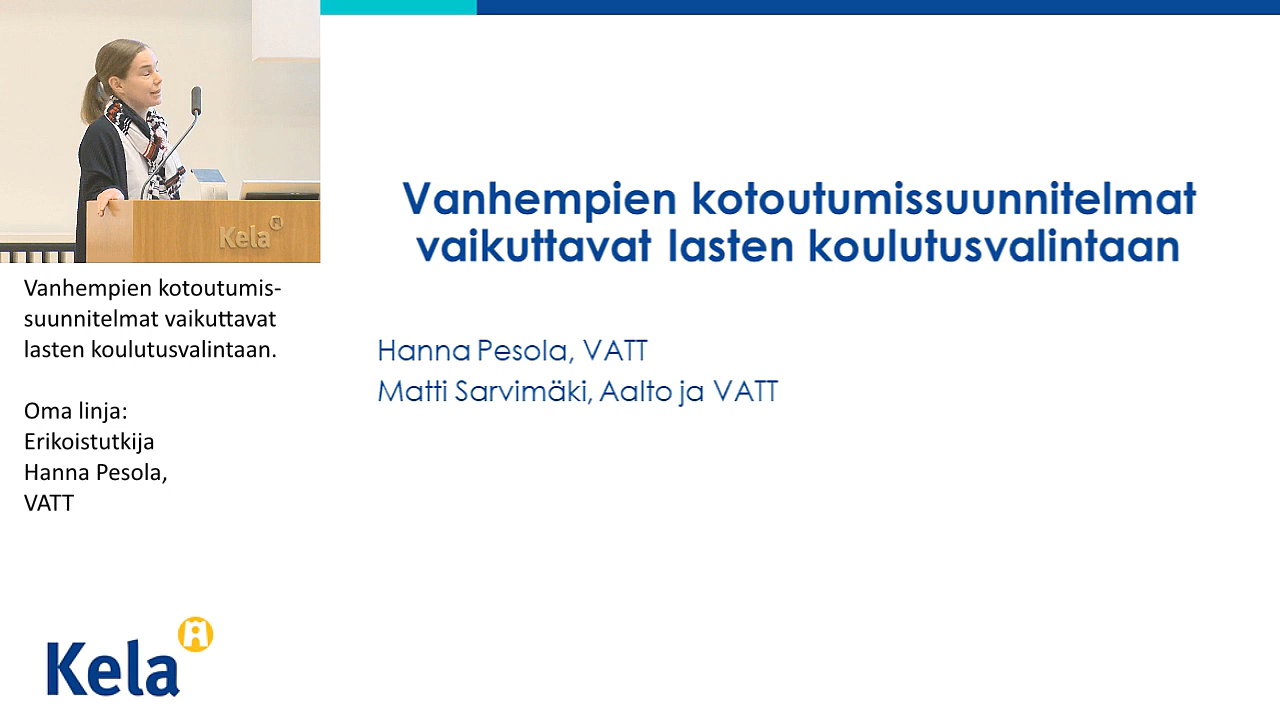 Kela
Vanhempien kotoutumis-
suunnitelmat vaikuttavat
lasten koulutusvalintaan.
Oma linja:
Erikoistutkija
Hanna Pesola,
VATT
Kela
Vanhempien kotoutumissuunnitelmat
vaikuttavat lasten koulutusvalintaan
Hanna Pesola, VATT
Matti Sarvimäki, Aalto ja VATT